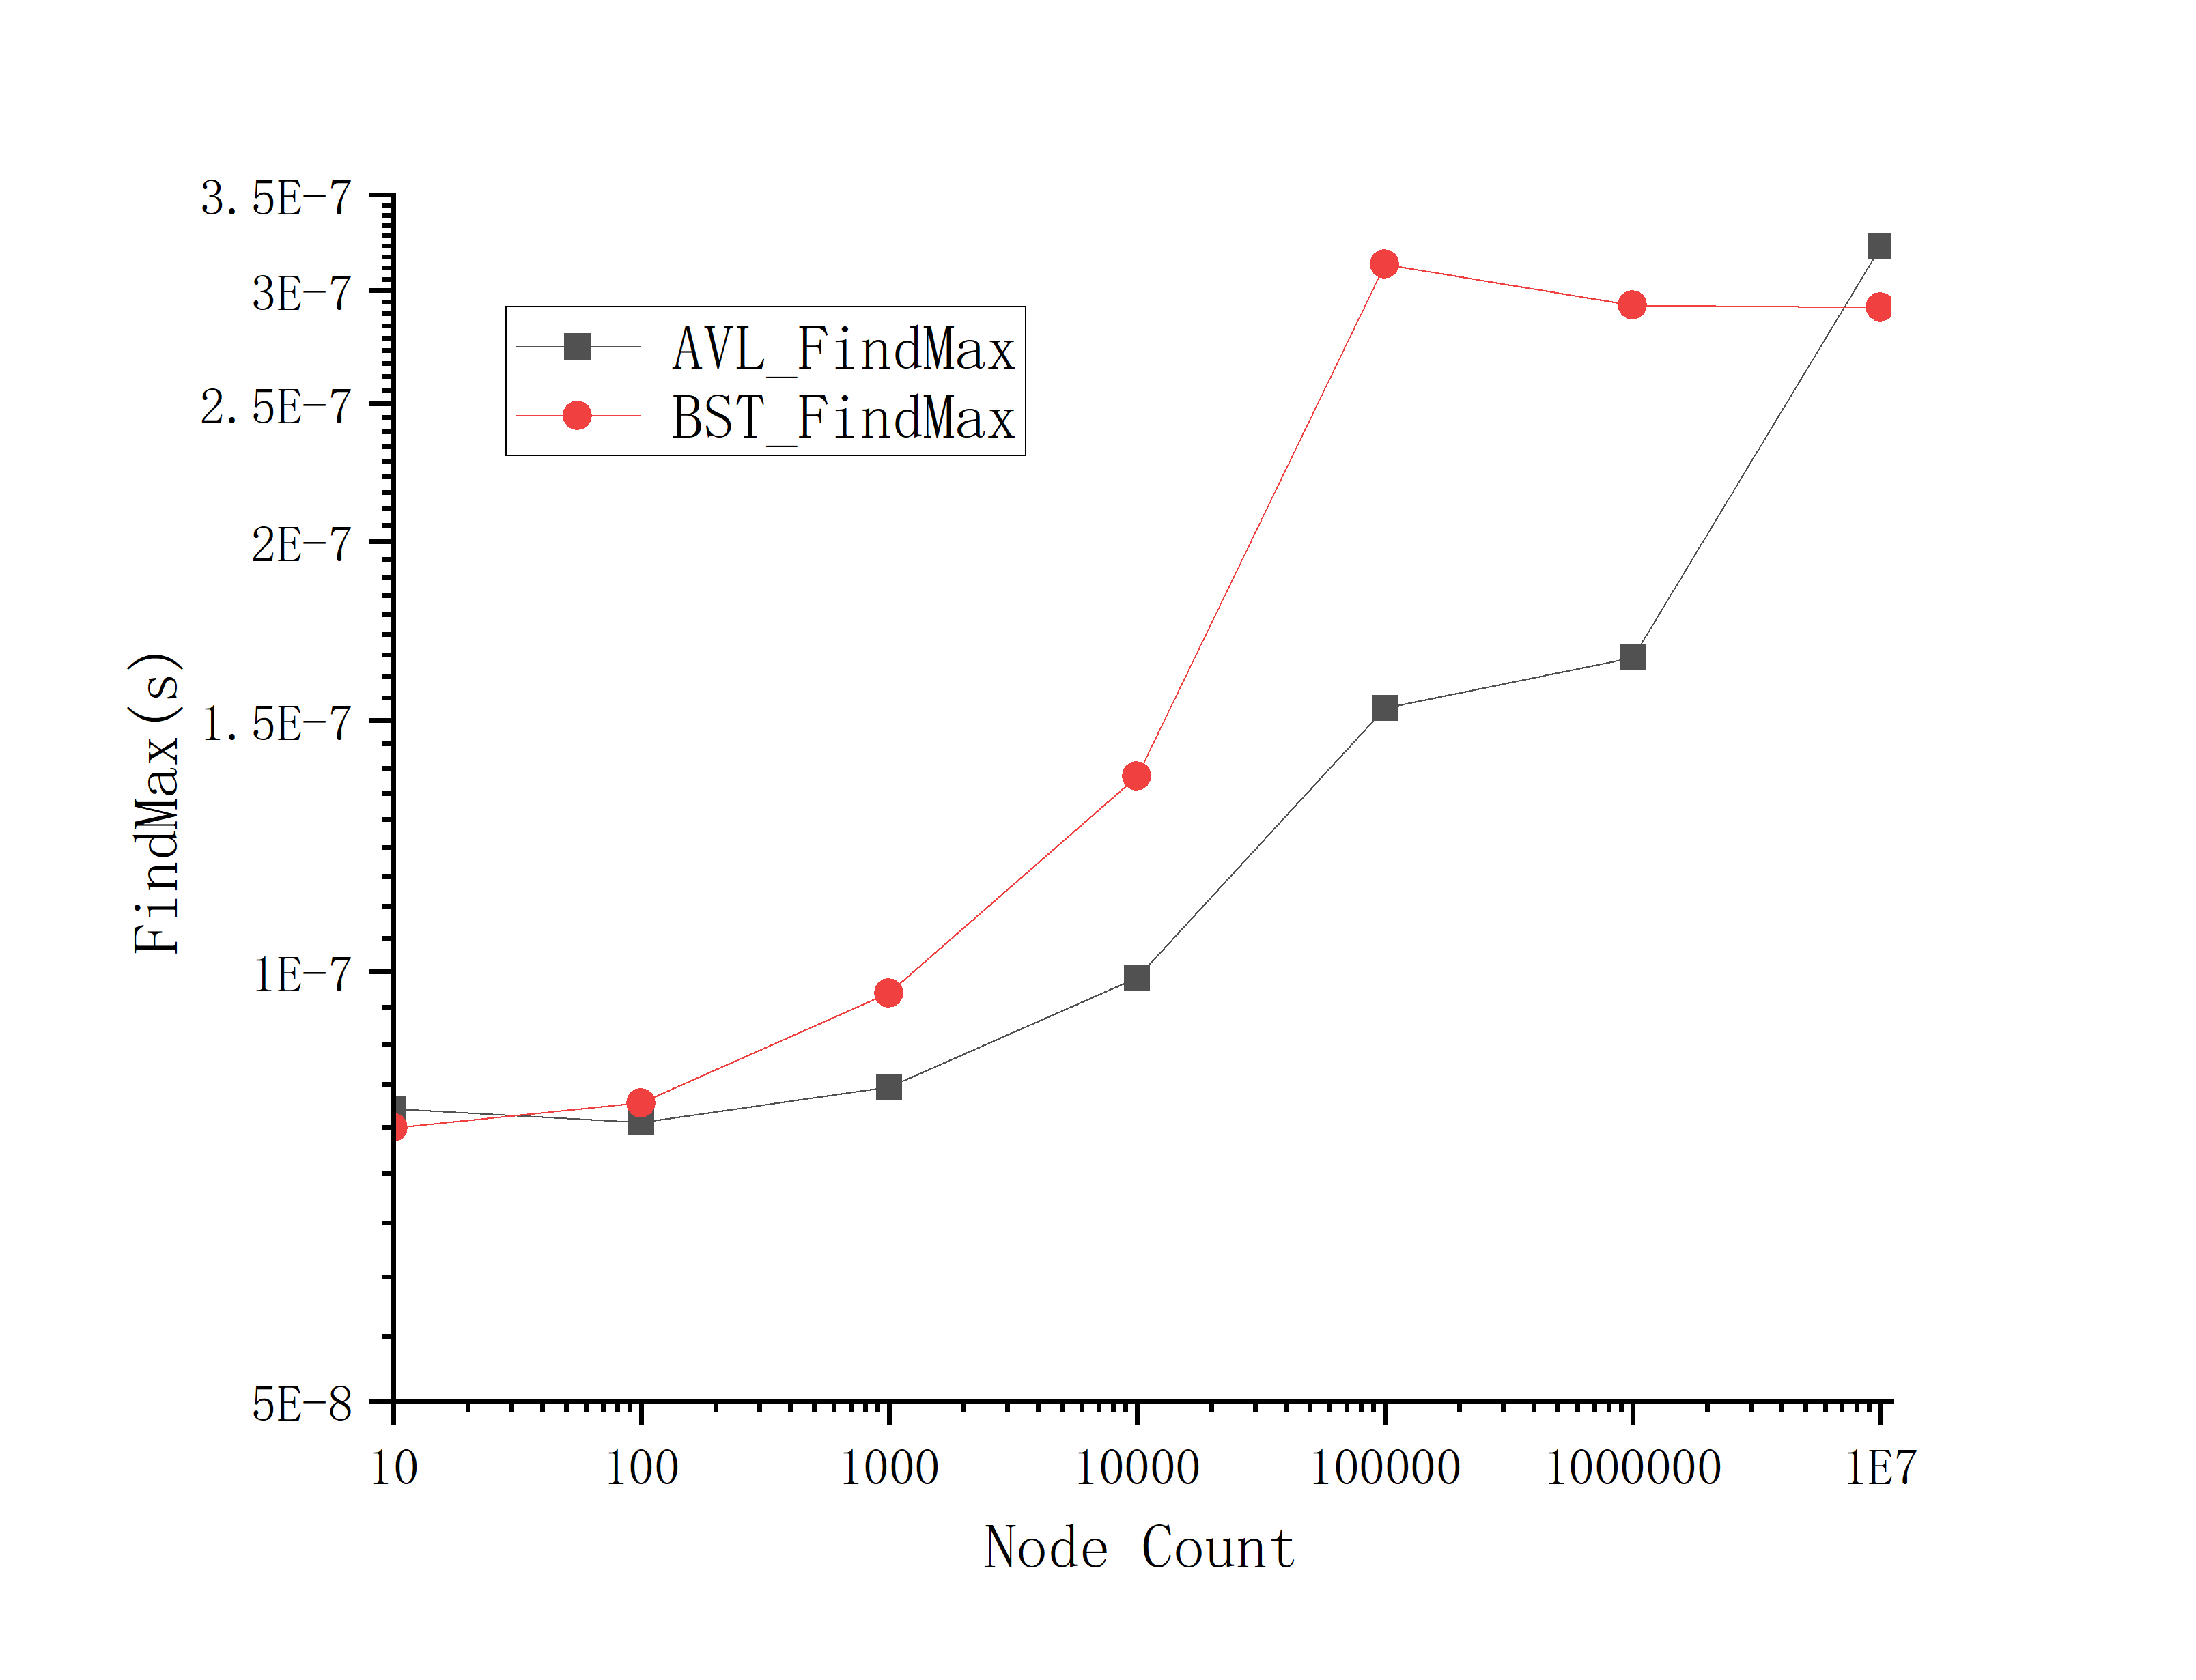 3.5E-7
3E-7
2.5E-7
2E-7
1.5E-7
1E-7
5E-8
FindMax(s)
AVL_FindMax
BST_FindMax
10
100
1000
10000
100000
1000000
1E7
Node Count